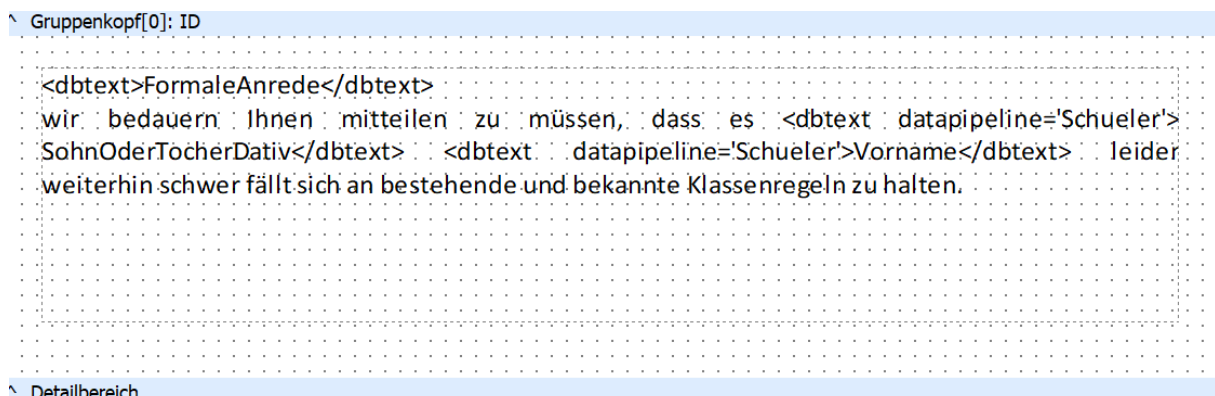 ^ Gruppenkopf[0]: ID
<dbtext>FormaleAnrede</dbtext>
wir bedauern Ihnen mitteilen zu müssen, dass es <dbtext datapipeline='Schueler'>
SohnOderTocherDativ</dbtext> <dbtext datapipeline='Schueler'>Vorname</dbtext> leider
weiterhin schwer fällt sich an bestehende und bekannte Klassenregeln zu halten.
^ Detailbereich